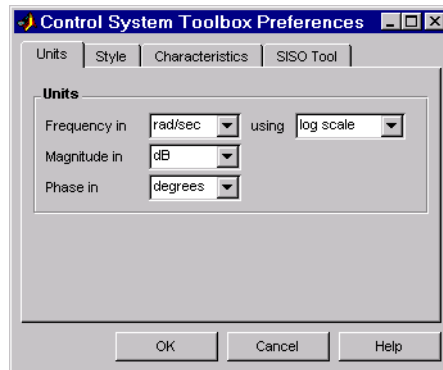 Control System Toolbox Preferences
Units Style Characteristics SISO Tool
Units
Frequency in rad/sec using log scale
Magnitude in dB
Phase in degrees
OK Cancel Help